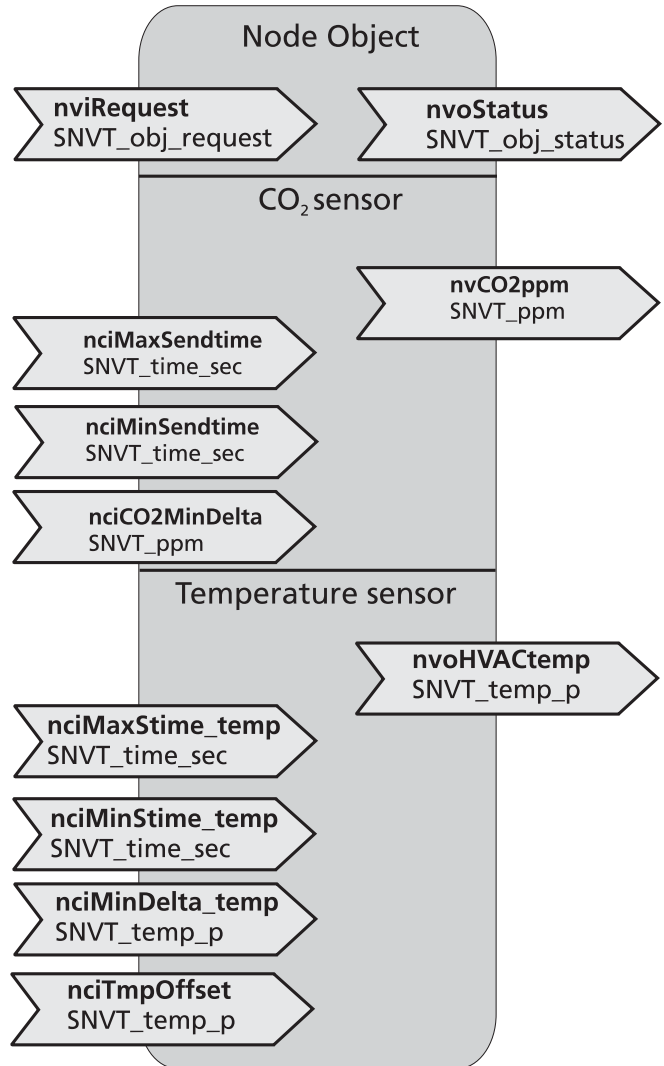 Node Object
nviRequest
SNVT_obj_request
nvoStatus
SNVT_obj_status
CO₂ sensor
nvCO2ppm
SNVT_ppm
nciMaxSendtime
SNVT_time_sec
nciMinSendtime
SNVT_time_sec
nciCO2MinDelta
SNVT_ppm
Temperature sensor
nvoHVACtemp
SNVT_temp_p
nciMaxStime_temp
SNVT_time_sec
nciMinStime_temp
SNVT_time_sec
nciMinDelta_temp
SNVT_temp_p
nciTmpOffset
SNVT_temp_p